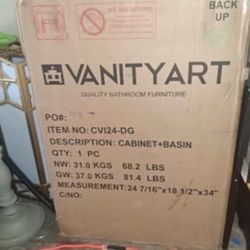 BACK
UP
VANITYART
QUALITY BATHROOM FURNITURE
PO#:
ITEM NO: CVI24-DG
DESCRIPTION: CABINET+BASIN
QTY: 1 PC
NW: 31.0 KGS 68.2 LBS
GW: 37.0 KGS 81.4 LBS
MEASUREMENT: 24 7/16"x18 1/2"x34"
C/NO: